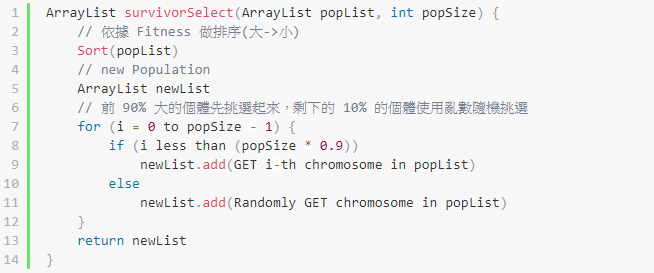 1 ArrayList survivorSelect(ArrayList popList, int popSize) {
2     // 依據 Fitness 做排序(大->小)
3     Sort(popList)
4     // new Population
5     ArrayList newList
6     // 前 90% 大的個體先挑選起來，剩下的 10% 的個體使用亂數隨機挑選
7     for (i = 0 to popSize - 1) {
8         if (i less than (popSize * 0.9))
9             newList.add(GET i-th chromosome in popList)
10         else
11             newList.add(Randomly GET chromosome in popList)
12     }
13     return newList
14 }